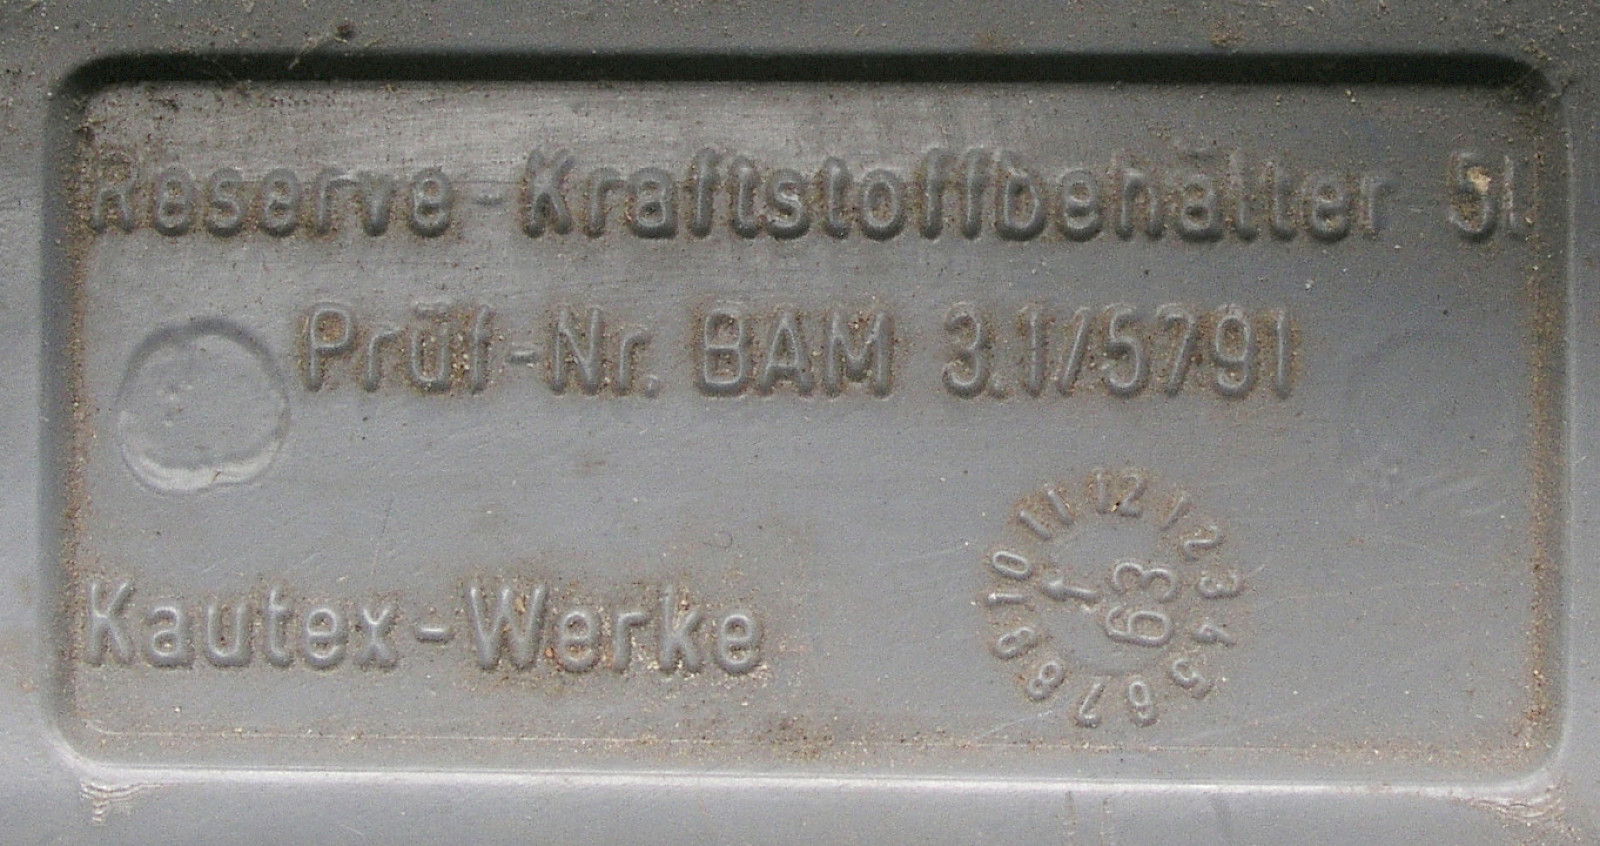 Reserve-Kraftstoffbehälter 5l
Prüf-Nr. BAM 3.1/5791
Kautex-Werke
12 1 2 3 4 5 6 7 8 9 10 11
63